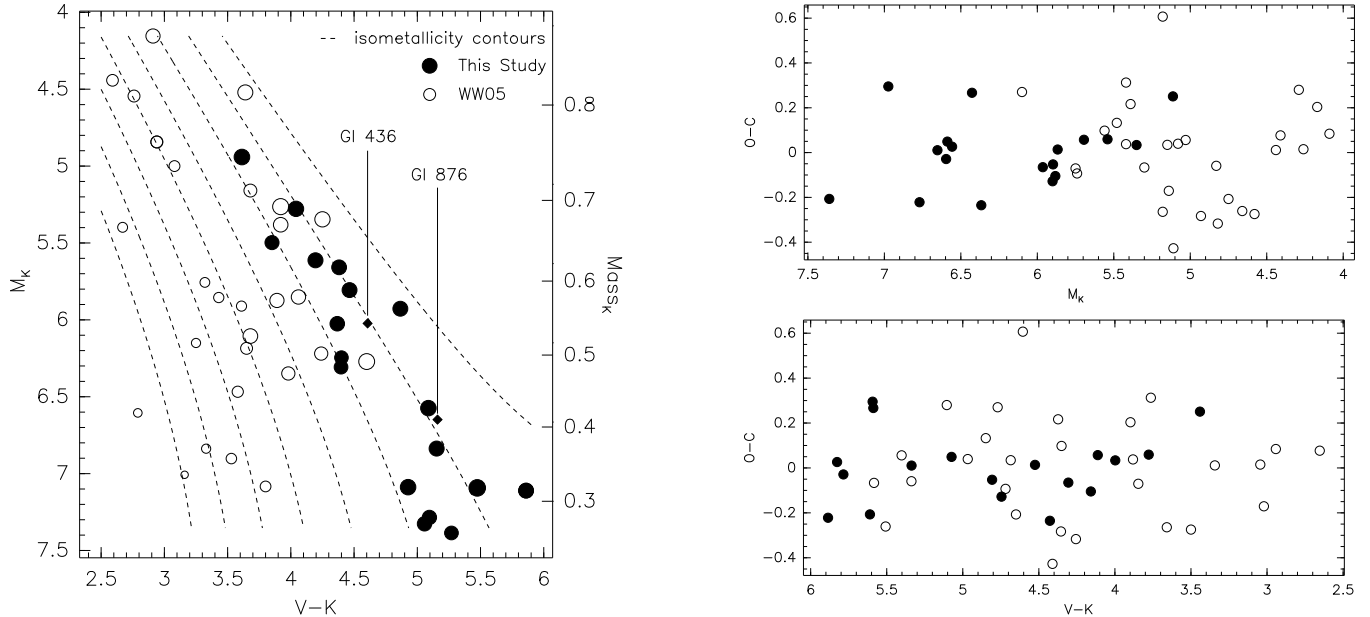 4
4.5
5
5.5
6
6.5
7
7.5
M_K
2.5 3 3.5 4 4.5 5 5.5 6
V−K
-- isometallicity contours
This Study
WW05
Gl 436
Gl 876
0.8
0.7
0.6
0.5
0.4
0.3
Mass_K
0.6
0.4
0.2
0
−0.2
−0.4
O−C
7.5 7 6.5 6 5.5 5 4.5 4
M_K
0.6
0.4
0.2
0
−0.2
−0.4
O−C
6 5.5 5 4.5 4 3.5 3 2.5
V−K